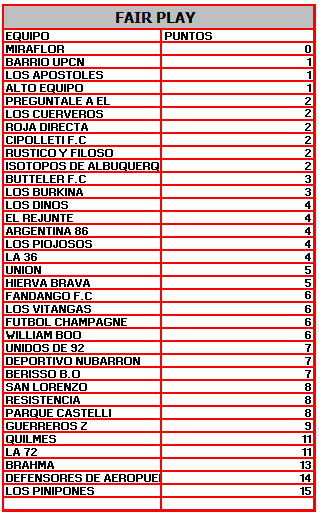 FAIR PLAY
EQUIPO PUNTOS
MIRAFLOR 0
BARRIO UPCN 1
LOS APOSTOLES 1
ALTO EQUIPO 1
PREGUNTALE A EL 2
LOS CUERVEROS 2
ROJA DIRECTA 2
CIPOLLETI F.C 2
RUSTICO Y FILOSO 2
ISOTOPOS DE ALBUQUERQ 2
BUTTELER F.C 3
LOS BURKINA 3
LOS DINOS 4
EL REJUNTE 4
ARGENTINA 86 4
LOS PIOJOSOS 4
LA 36 4
UNION 5
HIERVA BRAVA 5
FANDANGO F.C 6
LOS VITANGAS 6
FUTBOL CHAMPAGNE 6
WILLIAM BOO 6
UNIDOS DE 92 7
DEPORTIVO NUBARRON 7
BERISSO B.O 7
SAN LORENZO 8
RESISTENCIA 8
PARQUE CASTELLI 8
GUERREROS Z 9
QUILMES 11
LA 72 11
BRAHMA 13
DEFENSORES DE AEROPUE 14
LOS PINIPONES 15